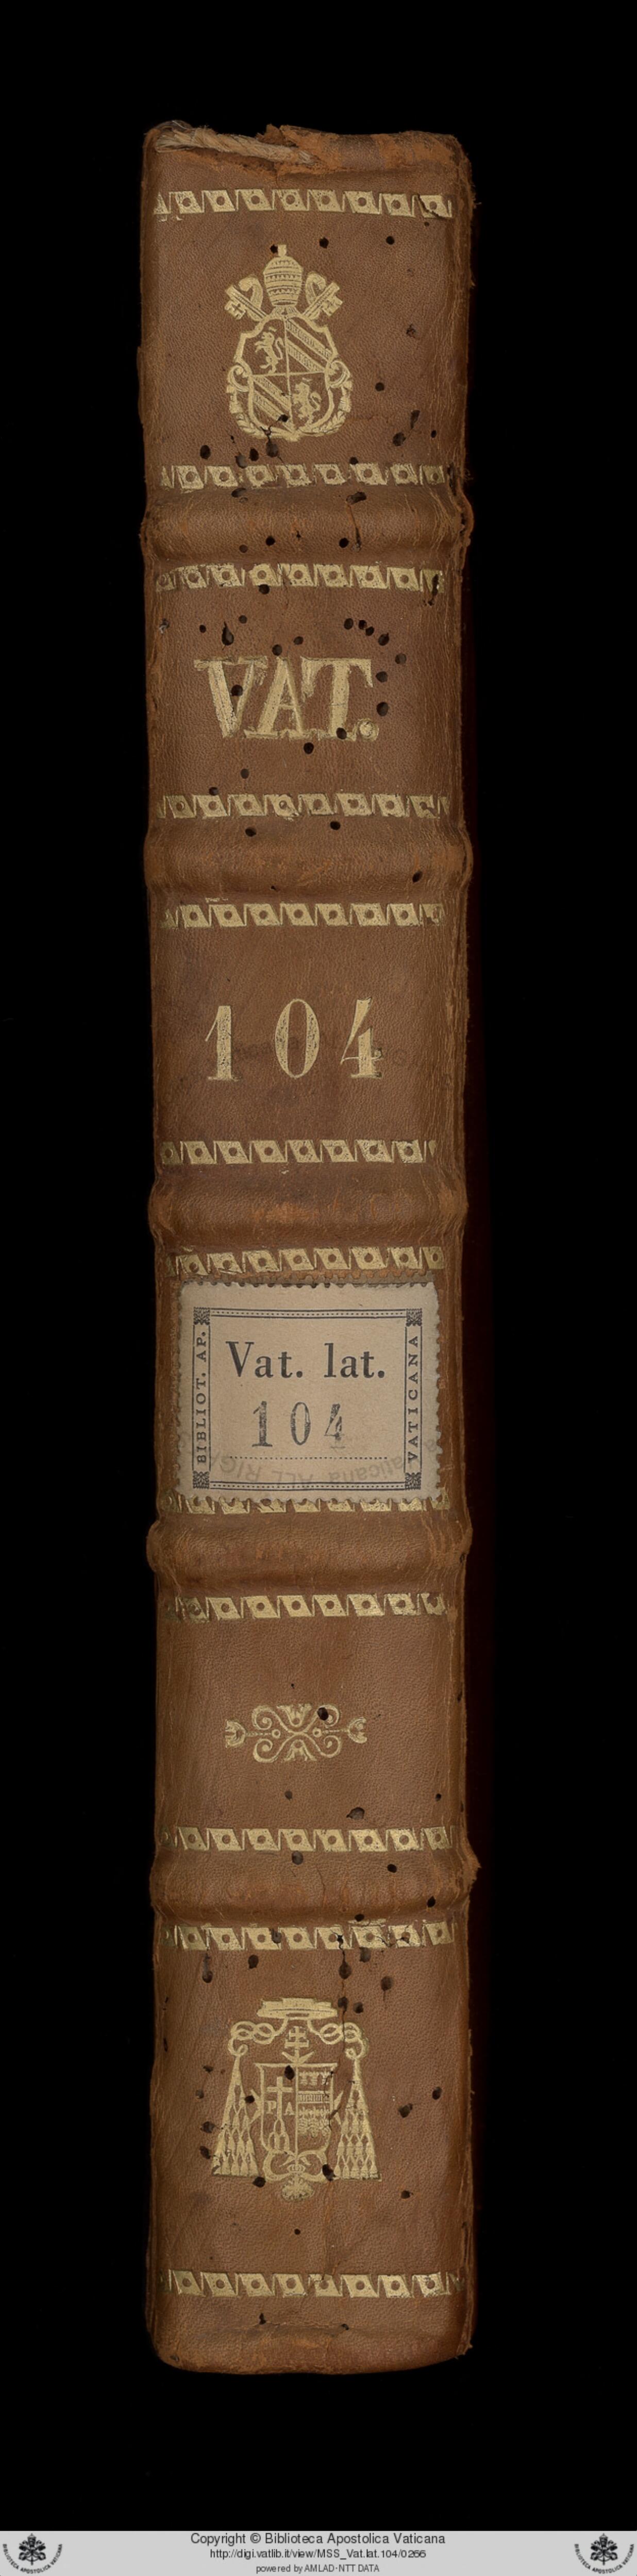 VAT.
104
BIBLIOT. AP.
Vat. lat.
104
VATICANA
P A
Copyright © Biblioteca Apostolica Vaticana
http://digi.vatlib.it/view/MSS_Vat.lat.104/0266
powered by AMLAD-NTT DATA